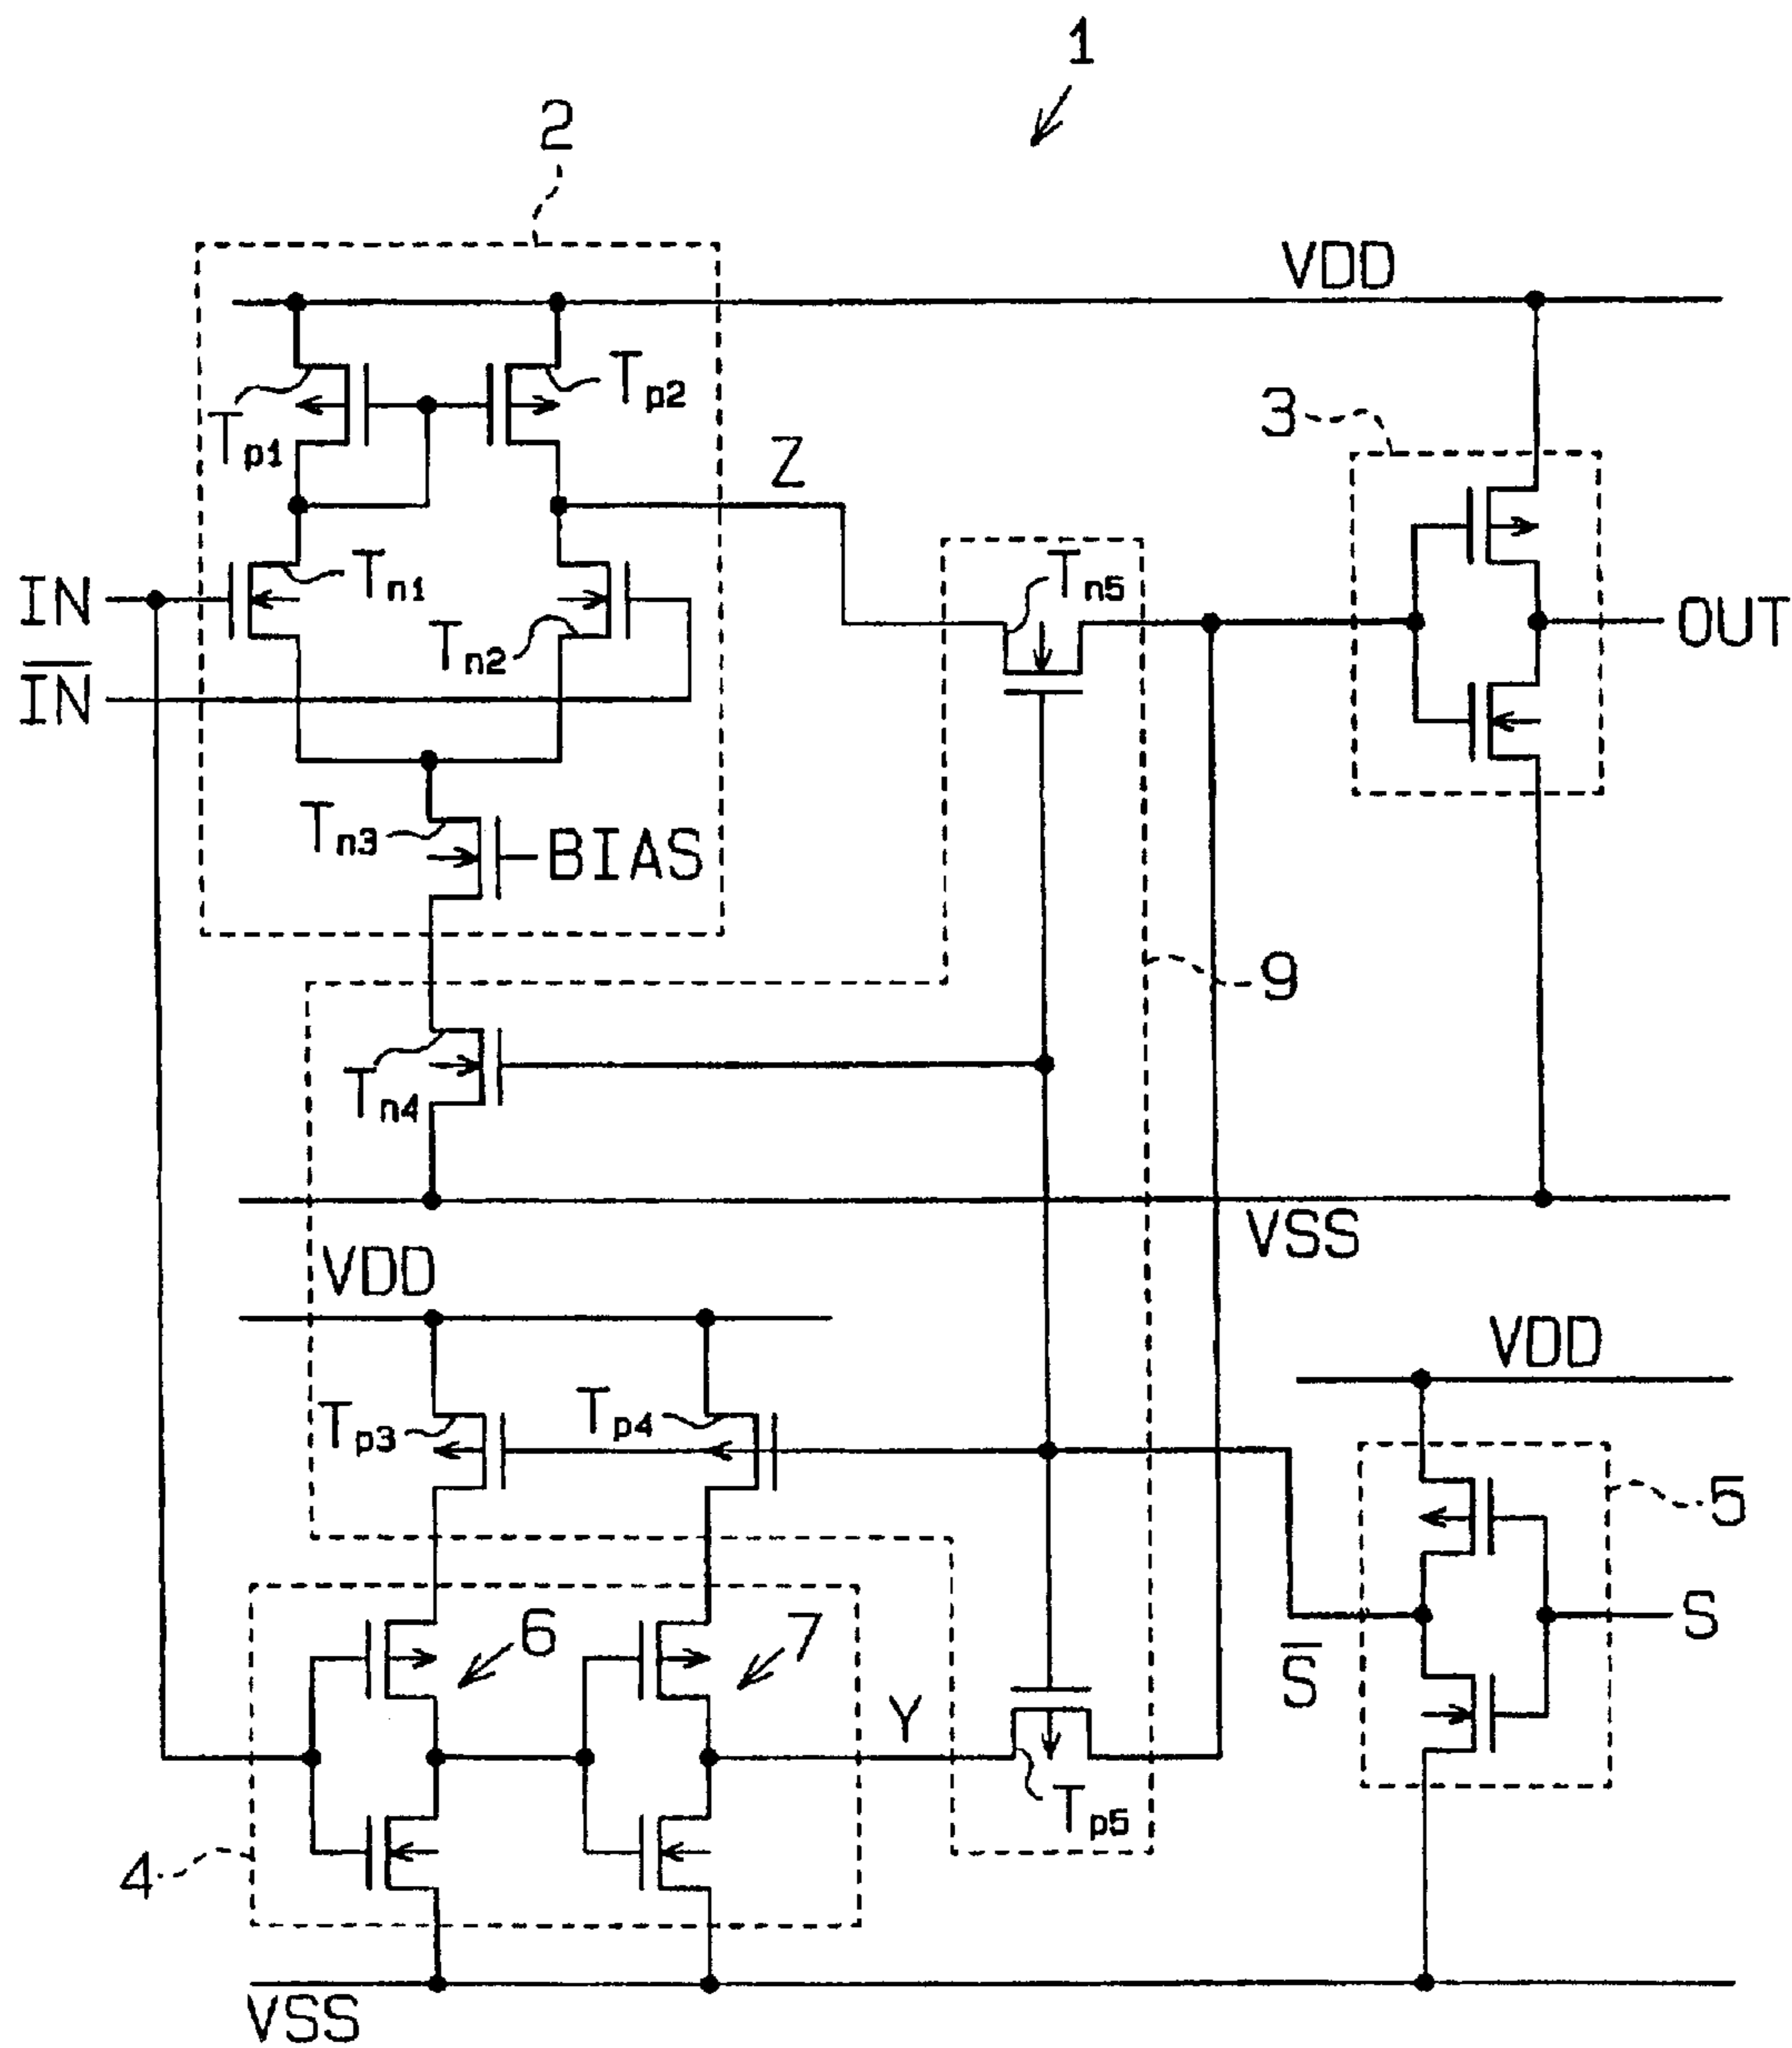 1
2
VDD
Tp1
Tp2
3
Z
IN
Tn1
Tn5
OUT
Tn2
I̅N̅
Tn3
BIAS
9
Tn4
VSS
VDD
VDD
Tp3
Tp4
5
6
7
S
S̅
Y
Tp5
4
VSS